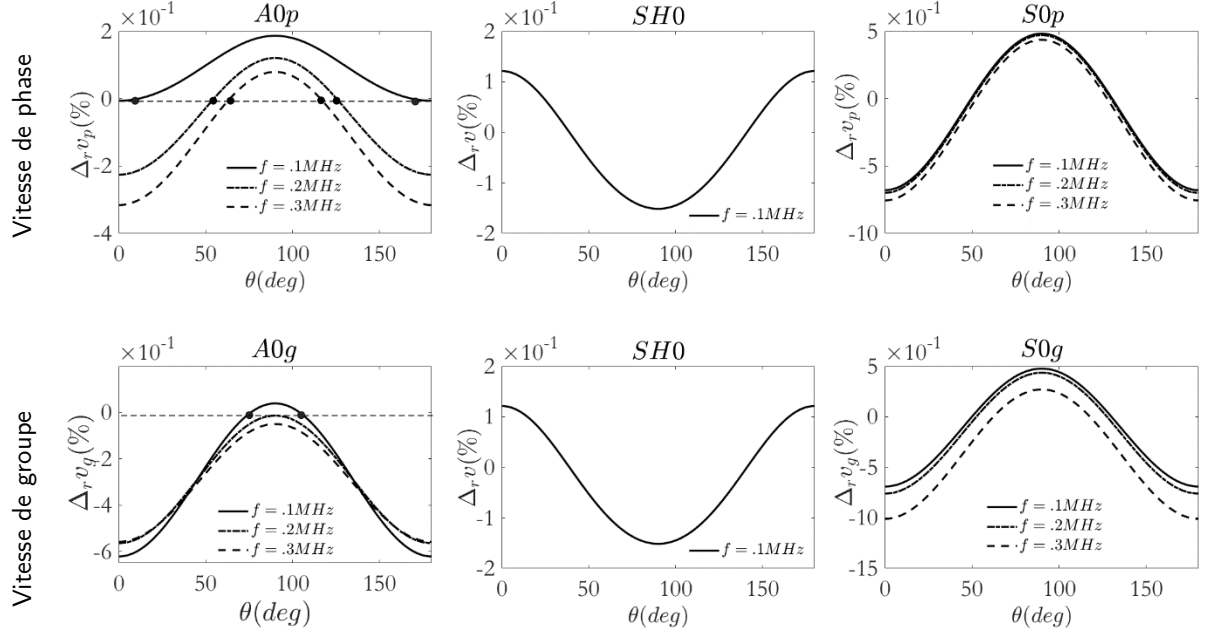 Vitesse de phase
×10⁻¹ A0p
2
0
-2
-4
Δᵣvₚ(%)
f = .1MHz
f = .2MHz
f = .3MHz
0 50 100 150
θ(deg)
×10⁻¹ SH0
2
1
0
-1
-2
Δᵣv(%)
f = .1MHz
0 50 100 150
θ(deg)
×10⁻¹ S0p
5
0
-5
-10
Δᵣvₚ(%)
f = .1MHz
f = .2MHz
f = .3MHz
0 50 100 150
θ(deg)
Vitesse de groupe
×10⁻¹ A0g
0
-2
-4
-6
Δᵣv_g(%)
f = .1MHz
f = .2MHz
f = .3MHz
0 50 100 150
θ(deg)
×10⁻¹ SH0
2
1
0
-1
-2
Δᵣv(%)
f = .1MHz
0 50 100 150
θ(deg)
×10⁻¹ S0g
5
0
-5
-10
-15
Δᵣv_g(%)
f = .1MHz
f = .2MHz
f = .3MHz
0 50 100 150
θ(deg)